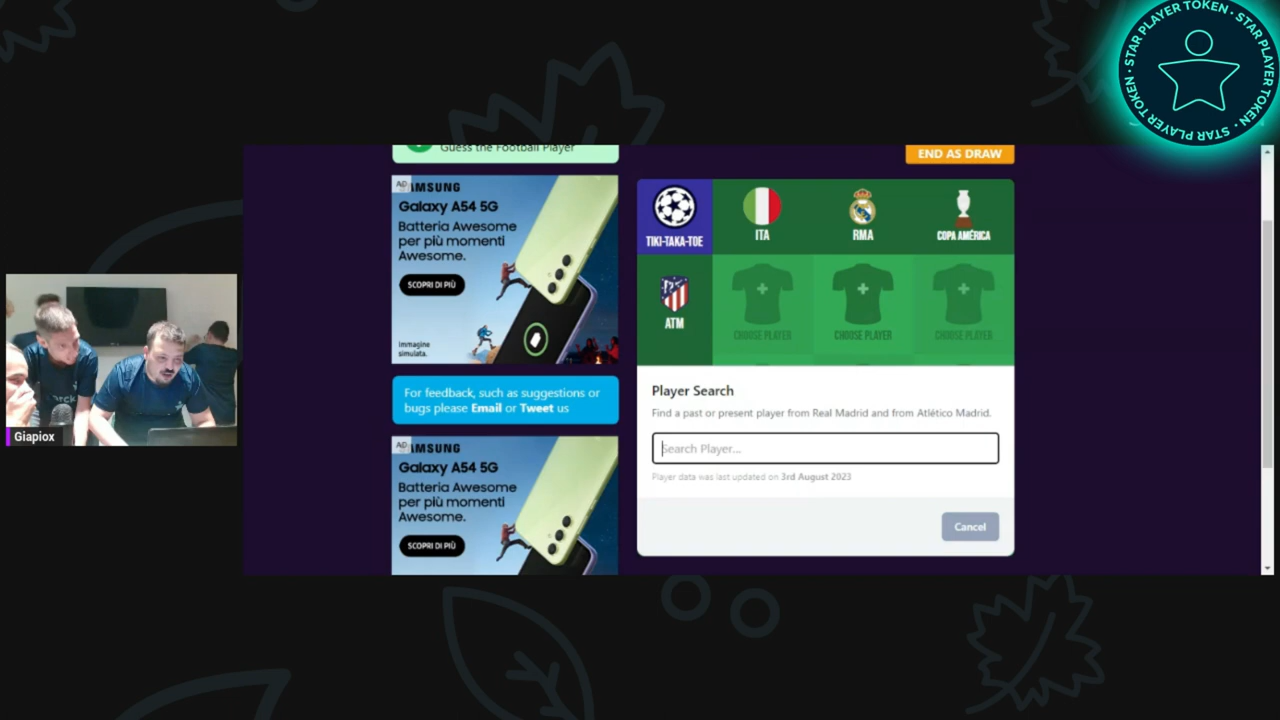 STAR PLAYER TOKEN • STAR PLAYER TOKEN • STAR PLAYER TOKEN •
Guess the Football Player
END AS DRAW
AD
AMSUNG
Galaxy A54 5G
Batteria Awesome
per più momenti
Awesome.
SCOPRI DI PIÙ
immagine
simulata.
TIKI-TAKA-TOE
ITA
RMA
COPA AMÉRICA
ATM
CHOOSE PLAYER
CHOOSE PLAYER
CHOOSE PLAYER
Player Search
Find a past or present player from Real Madrid and from Atlético Madrid.
Search Player...
Player data was last updated on 3rd August 2023
Cancel
For feedback, such as suggestions or
bugs please Email or Tweet us
AD
AMSUNG
Galaxy A54 5G
Batteria Awesome
per più momenti
Awesome.
SCOPRI DI PIÙ
Giapiox